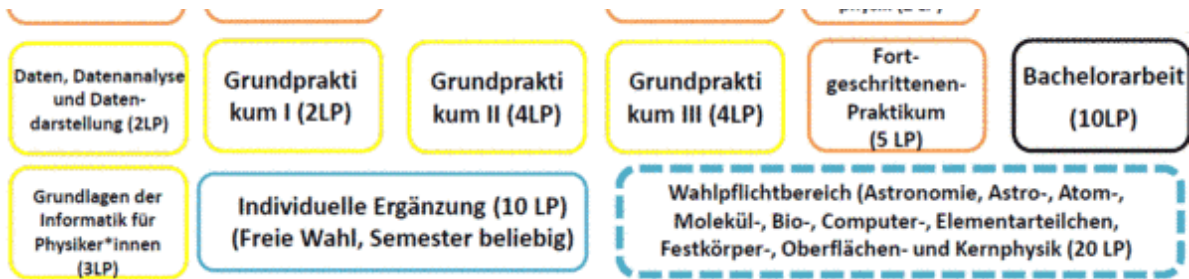 Daten, Datenanalyse
und Daten-
darstellung (2LP)
Grundprakti
kum I (2LP)
Grundprakti
kum II (4LP)
Grundprakti
kum III (4LP)
Fort-
geschrittenen-
Praktikum
(5 LP)
Bachelorarbeit
(10LP)
Grundlagen der
Informatik für
Physiker*innen
(3LP)
Individuelle Ergänzung (10 LP)
(Freie Wahl, Semester beliebig)
Wahlpflichtbereich (Astronomie, Astro-, Atom-,
Molekül-, Bio-, Computer-, Elementarteilchen,
Festkörper-, Oberflächen- und Kernphysik (20 LP)